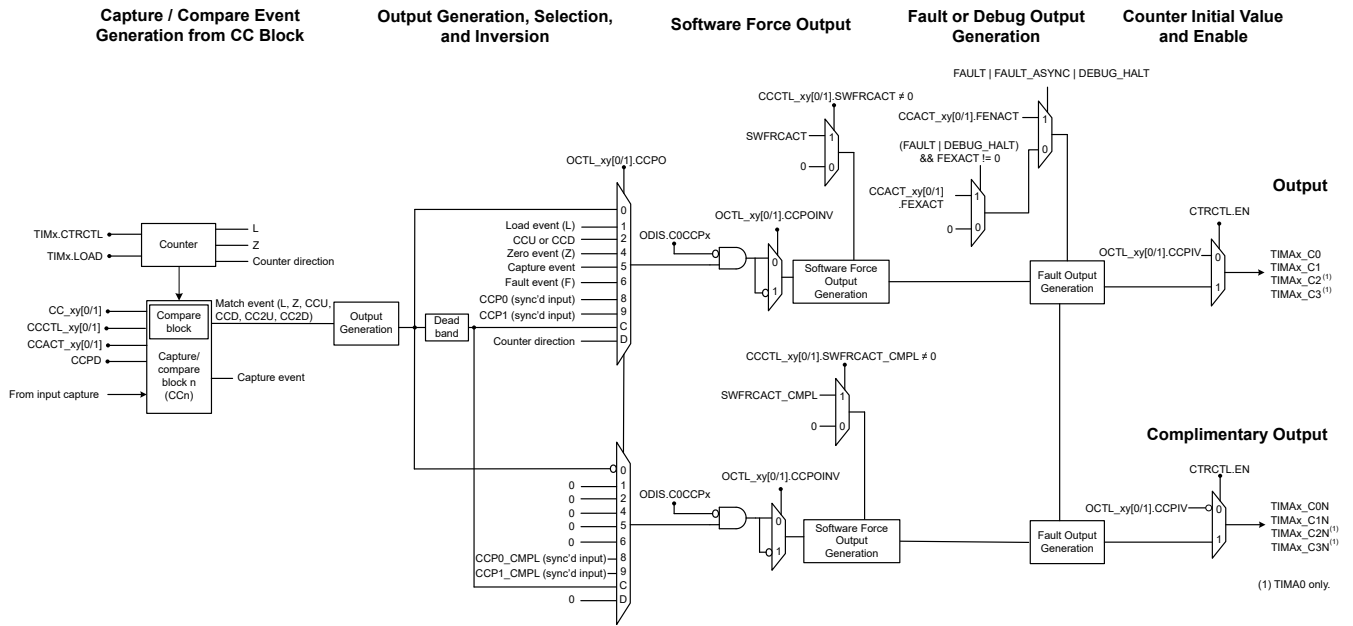 Capture / Compare Event
Generation from CC Block
Output Generation, Selection,
and Inversion
Software Force Output
Fault or Debug Output
Generation
Counter Initial Value
and Enable
FAULT | FAULT_ASYNC | DEBUG_HALT
CCCTL_xy[0/1].SWFRCACT ≠ 0
CCACT_xy[0/1].FENACT
1
0
SWFRCACT
1
0
0
(FAULT | DEBUG_HALT)
&& FEXACT != 0
CCACT_xy[0/1]
.FEXACT
1
0
0
OCTL_xy[0/1].CCPO
0
Load event (L)
1
CCU or CCD
2
Zero event (Z)
4
Capture event
5
Fault event (F)
6
CCP0 (sync'd input)
8
CCP1 (sync'd input)
9
C
Counter direction
D
OCTL_xy[0/1].CCPOINV
ODIS.C0CCPx
0
1
Software Force
Output
Generation
Fault Output
Generation
Output
CTRCTL.EN
OCTL_xy[0/1].CCPIV
0
1
TIMAx_C0
TIMAx_C1
TIMAx_C2(1)
TIMAx_C3(1)
TIMx.CTRCTL
TIMx.LOAD
Counter
L
Z
Counter direction
CC_xy[0/1]
CCCTL_xy[0/1]
CCACT_xy[0/1]
CCPD
From input capture
Compare
block
Capture/
compare
block n
(CCn)
Match event (L, Z, CCU,
CCD, CC2U, CC2D)
Capture event
Output
Generation
Dead
band
CCCTL_xy[0/1].SWFRCACT_CMPL ≠ 0
SWFRCACT_CMPL
1
0
0
0
0
1
0
2
0
4
0
5
0
6
CCP0_CMPL (sync'd input)
8
CCP1_CMPL (sync'd input)
9
C
0
D
OCTL_xy[0/1].CCPOINV
ODIS.C0CCPx
0
1
Software Force
Output
Generation
Fault Output
Generation
Complimentary Output
CTRCTL.EN
OCTL_xy[0/1].CCPIV
0
1
TIMAx_C0N
TIMAx_C1N
TIMAx_C2N(1)
TIMAx_C3N(1)
(1) TIMA0 only.